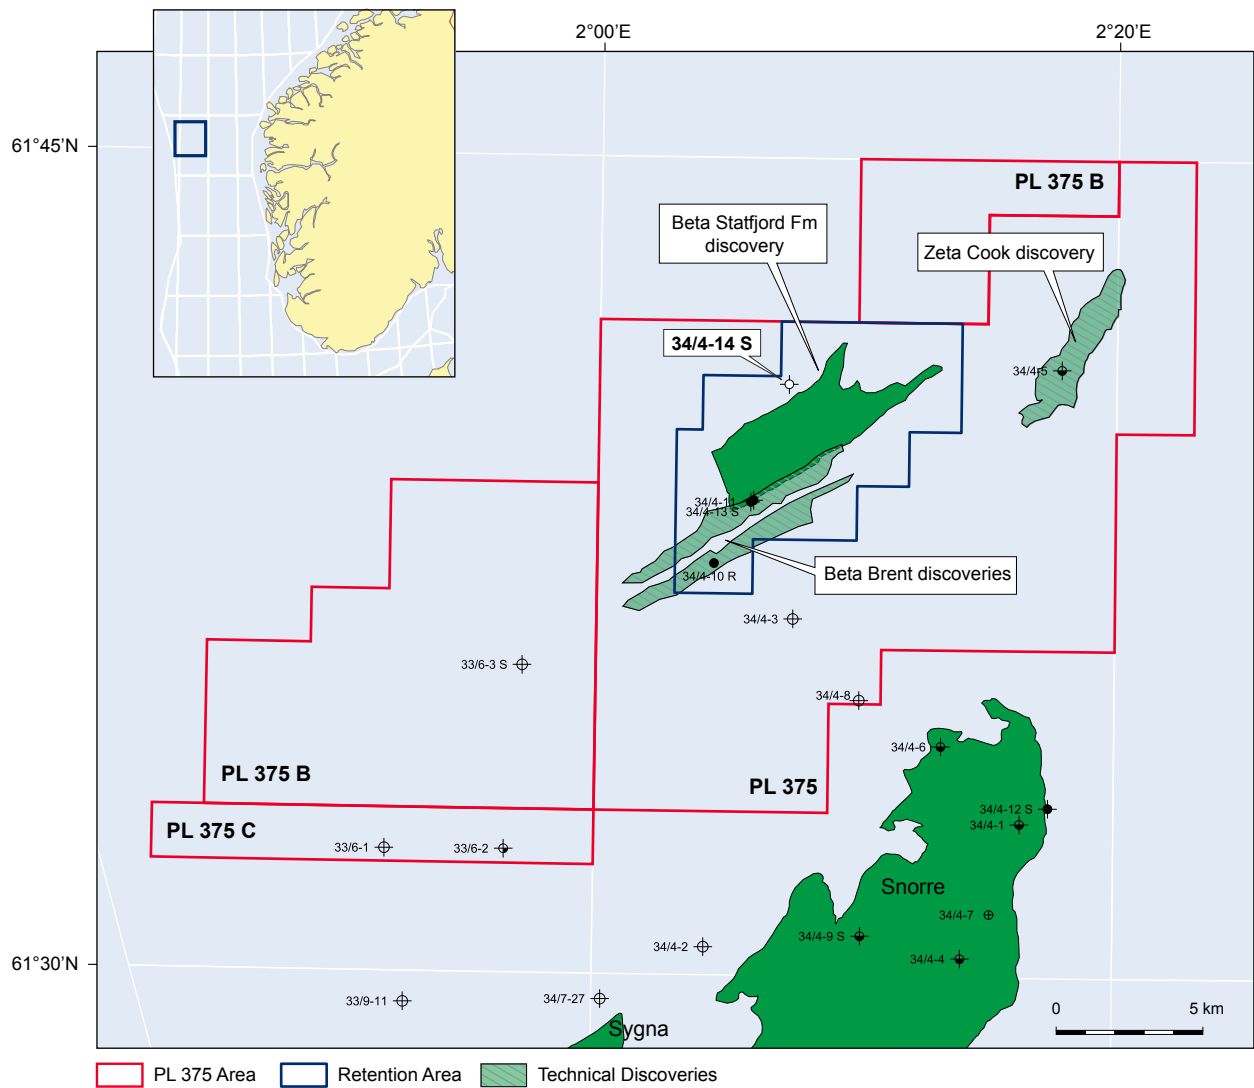 2°00'E
2°20'E
61°45'N
PL 375 B
Beta Statfjord Fm
discovery
Zeta Cook discovery
34/4-14 S
34/4-5
34/4-11
34/4-13 S
34/4-10 R
Beta Brent discoveries
34/4-3
33/6-3 S
34/4-8
34/4-6
PL 375 B
PL 375
34/4-12 S
34/4-1
PL 375 C
33/6-1
33/6-2
Snorre
34/4-7
34/4-9 S
34/4-2
34/4-4
61°30'N
33/9-11
34/7-27
0
5 km
Sygna
PL 375 Area
Retention Area
Technical Discoveries